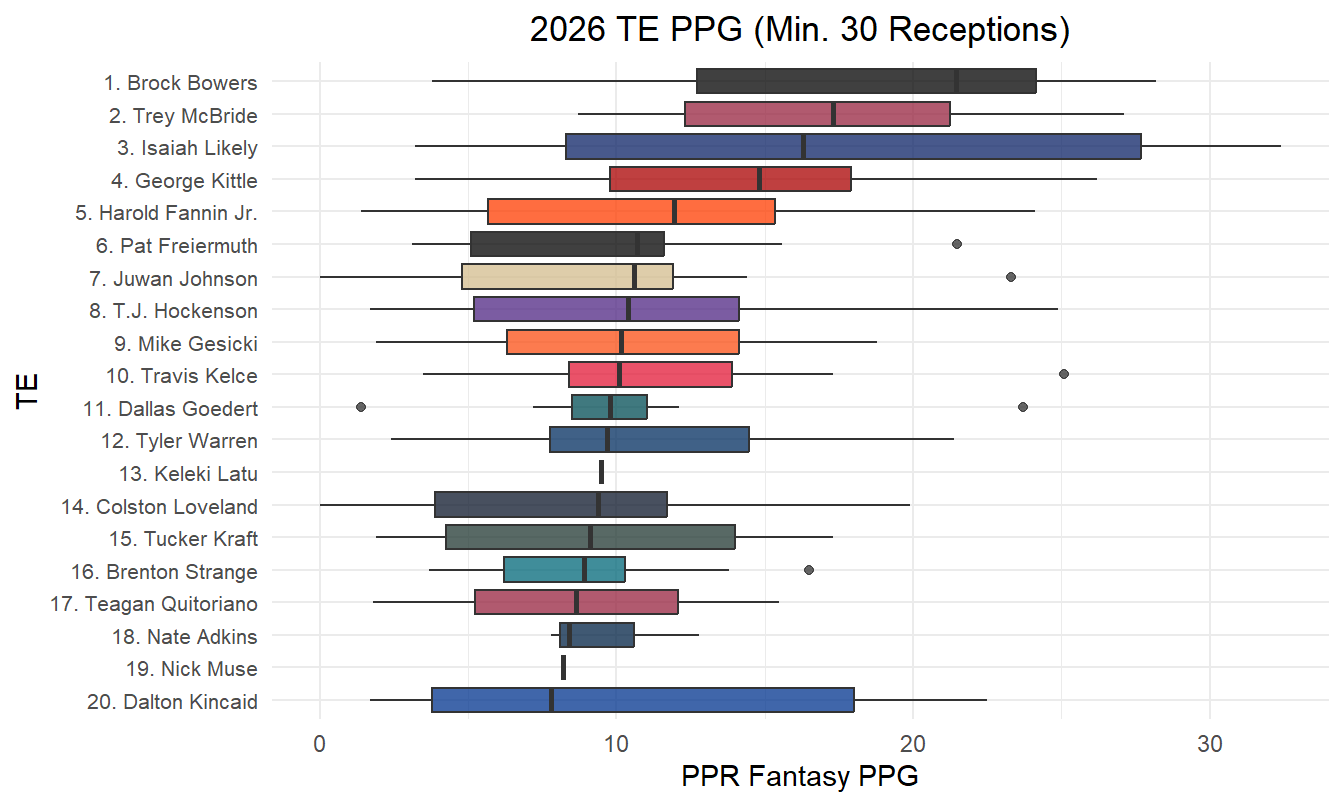 2026 TE PPG (Min. 30 Receptions)
TE
1. Brock Bowers
2. Trey McBride
3. Isaiah Likely
4. George Kittle
5. Harold Fannin Jr.
6. Pat Freiermuth
7. Juwan Johnson
8. T.J. Hockenson
9. Mike Gesicki
10. Travis Kelce
11. Dallas Goedert
12. Tyler Warren
13. Keleki Latu
14. Colston Loveland
15. Tucker Kraft
16. Brenton Strange
17. Teagan Quitoriano
18. Nate Adkins
19. Nick Muse
20. Dalton Kincaid
0 10 20 30
PPR Fantasy PPG